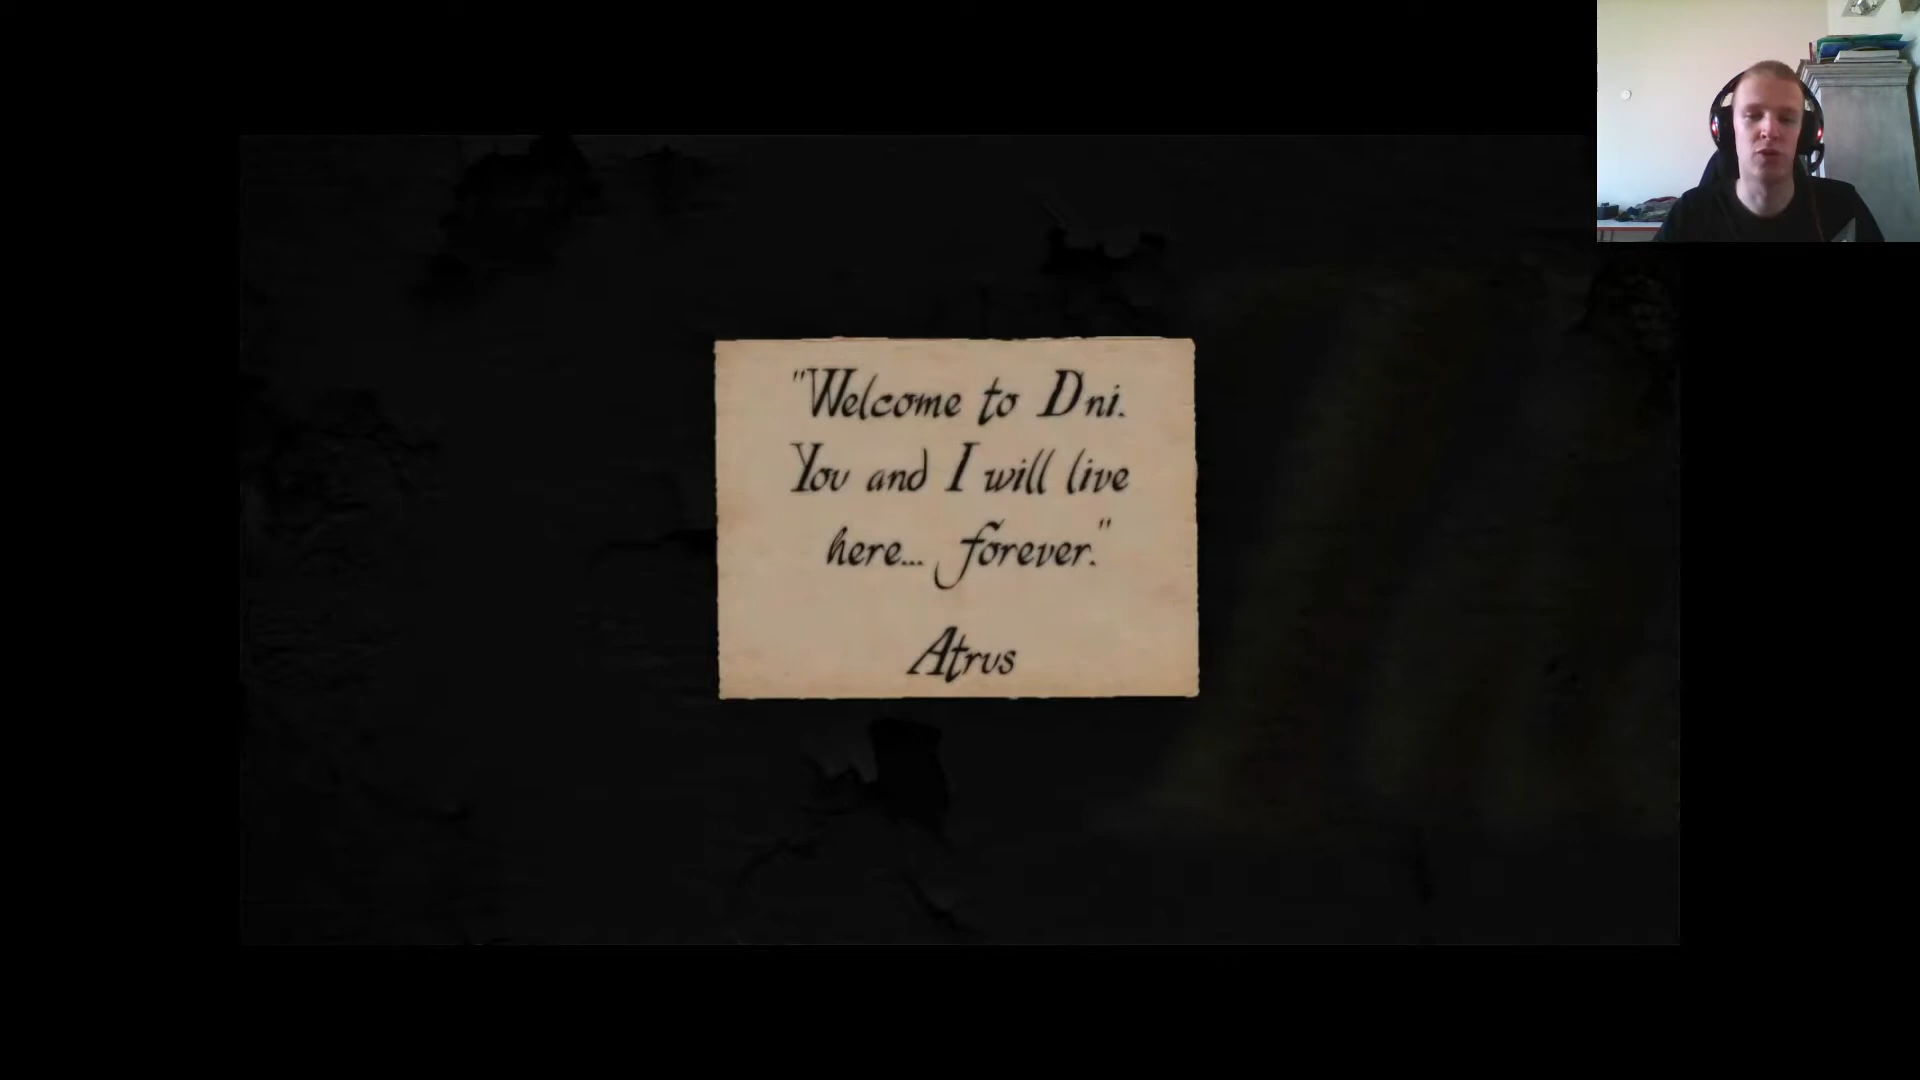 "Welcome to Dni.
You and I will live
here... forever."
Atrus